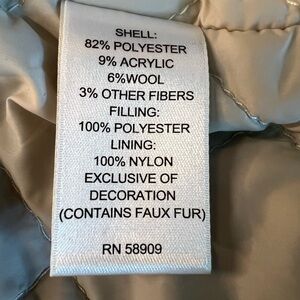 SHELL:
82% POLYESTER
9% ACRYLIC
6%WOOL
3% OTHER FIBERS
FILLING:
100% POLYESTER
LINING:
100% NYLON
EXCLUSIVE OF
DECORATION
(CONTAINS FAUX FUR)
RN 58909